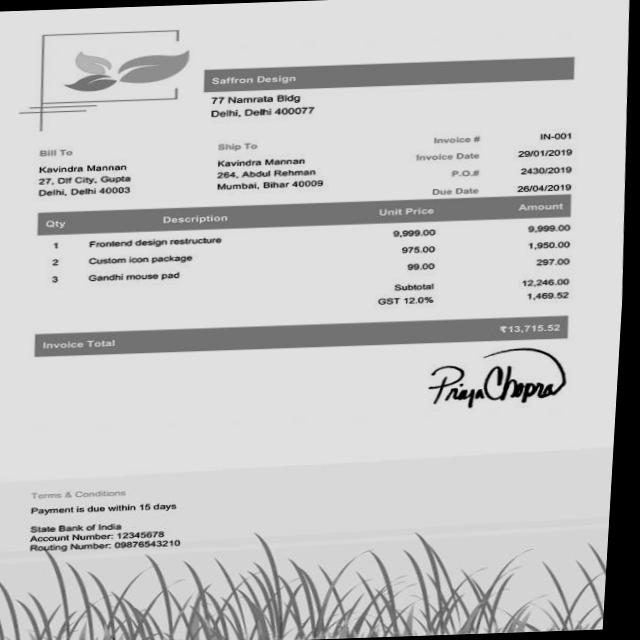 Saffron Design
77 Namrata Bldg
Delhi, Delhi 400077
Bill To
Kavindra Mannan
27, Dlf City, Gupta
Delhi, Delhi 40003
Ship To
Kavindra Mannan
264, Abdul Rehman
Mumbai, Bihar 40009
Invoice # IN-001
Invoice Date 29/01/2019
P.O.# 2430/2019
Due Date 26/04/2019
Qty Description Unit Price Amount
1 Frontend design restructure 9,999.00 9,999.00
2 Custom icon package 975.00 1,950.00
3 Gandhi mouse pad 99.00 297.00
Subtotal 12,246.00
GST 12.0% 1,469.52
Invoice Total ₹13,715.52
Priya Chopra
Terms & Conditions
Payment is due within 15 days
State Bank of India
Account Number: 12345678
Routing Number: 09876543210